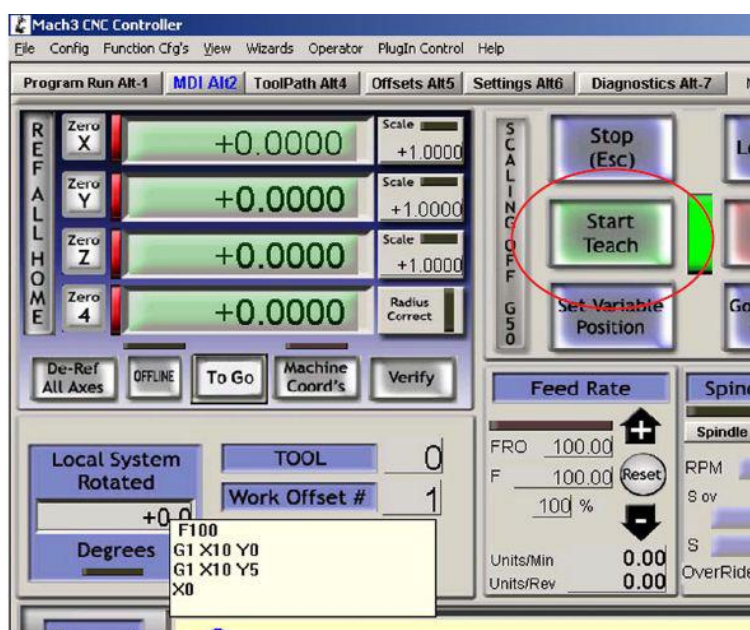 Mach3 CNC Controller
File Config Function Cfg's View Wizards Operator PlugIn Control Help
Program Run Alt-1 MDI Alt2 ToolPath Alt4 Offsets Alt5 Settings Alt6 Diagnostics Alt-7
REF ALL HOME
Zero X +0.0000 Scale +1.0000
Zero Y +0.0000 Scale +1.0000
Zero Z +0.0000 Scale +1.0000
Zero 4 +0.0000 Radius Correct
De-Ref All Axes
OFFLINE
To Go
Machine Coord's
Verify
SCALING OFF G50
Stop
(Esc)
Start
Teach
Set Variable
Position
Feed Rate
FRO 100.00
F 100.00 Reset
100 %
Units/Min 0.00
Units/Rev 0.00
Spindle
RPM
S ov
S
Local System
Rotated
+0.0
Degrees
TOOL 0
Work Offset # 1
F100
G1 X10 Y0
G1 X10 Y5
X0